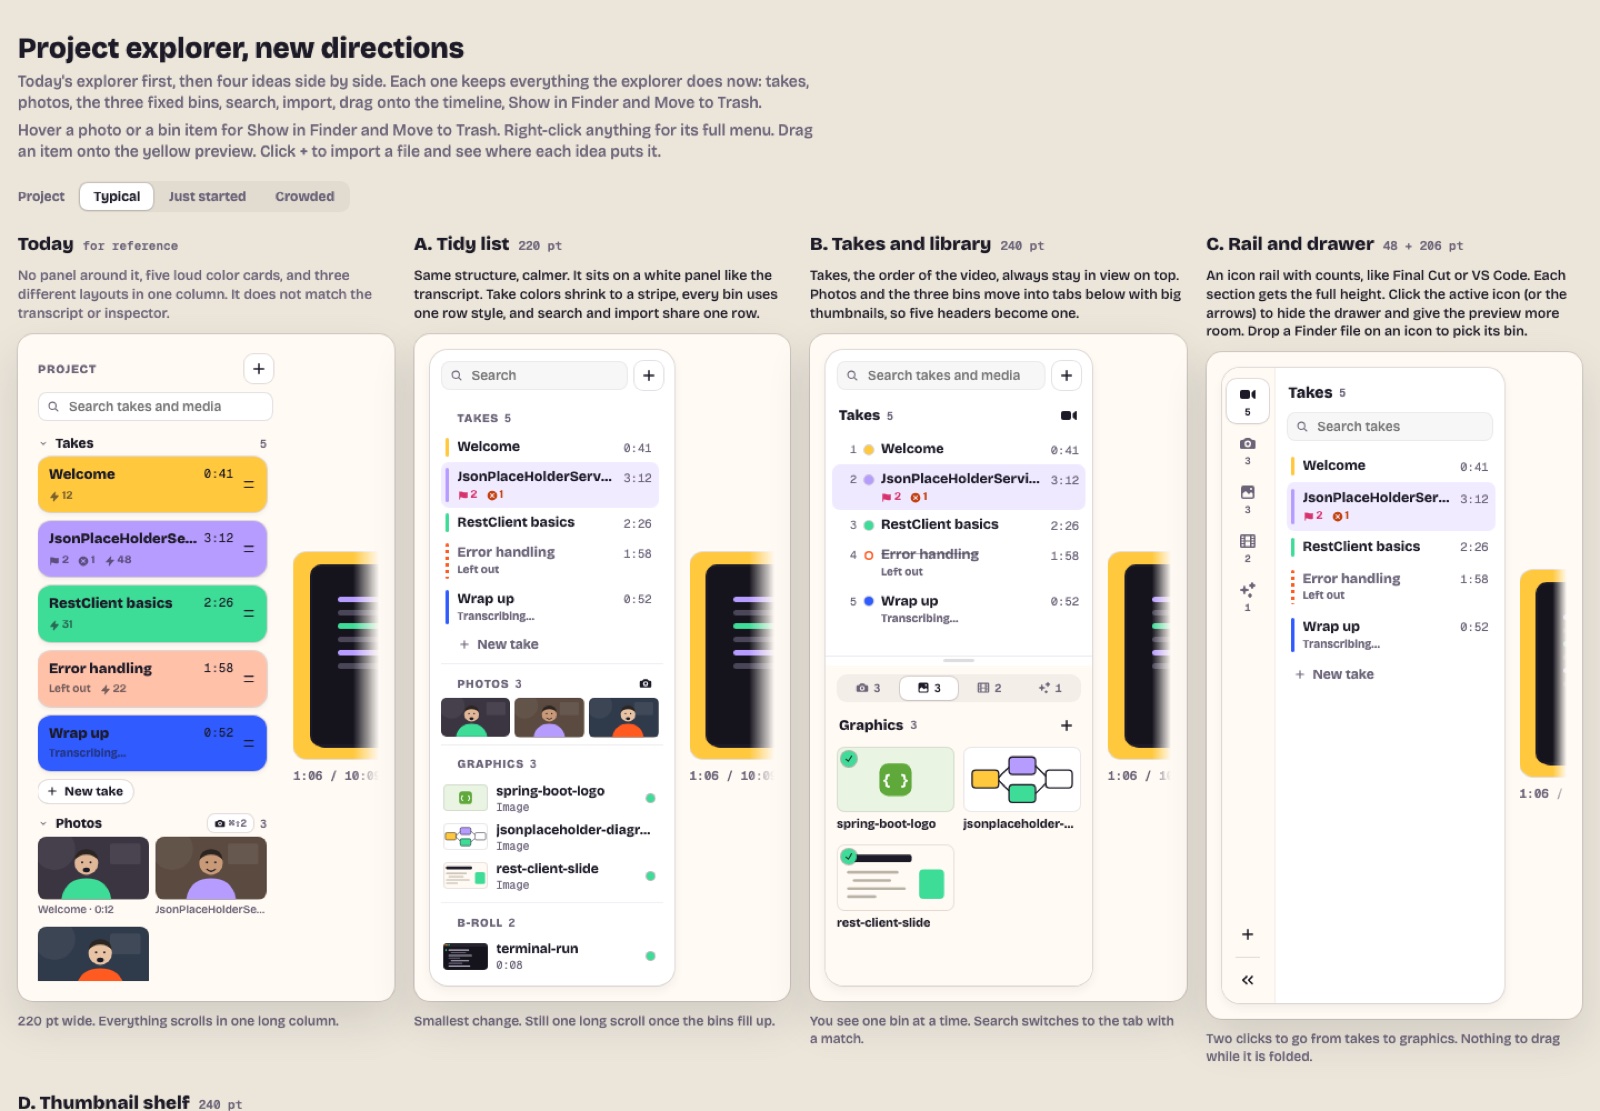 Project explorer, new directions
Today's explorer first, then four ideas side by side. Each one keeps everything the explorer does now: takes,
photos, the three fixed bins, search, import, drag onto the timeline, Show in Finder and Move to Trash.
Hover a photo or a bin item for Show in Finder and Move to Trash. Right-click anything for its full menu. Drag
an item onto the yellow preview. Click + to import a file and see where each idea puts it.
Project Typical Just started Crowded
Today for reference
No panel around it, five loud color cards, and three
different layouts in one column. It does not match the
transcript or inspector.
PROJECT
Search takes and media
Takes 5
Welcome 0:41
12
JsonPlaceHolderSe... 3:12
2 1 48
RestClient basics 2:26
31
Error handling 1:58
Left out 22
Wrap up 0:52
Transcribing...
+ New take
Photos ⌘⇧2 3
Welcome · 0:12 JsonPlaceHolderSe...
1:06 / 10:0
220 pt wide. Everything scrolls in one long column.
A. Tidy list 220 pt
Same structure, calmer. It sits on a white panel like the
transcript. Take colors shrink to a stripe, every bin uses
one row style, and search and import share one row.
Search
TAKES 5
Welcome 0:41
JsonPlaceHolderServ... 3:12
2 1
RestClient basics 2:26
Error handling 1:58
Left out
Wrap up 0:52
Transcribing...
+ New take
PHOTOS 3
GRAPHICS 3
spring-boot-logo
Image
jsonplaceholder-diagr...
Image
rest-client-slide
Image
B-ROLL 2
terminal-run
0:08
1:06 / 10:0
Smallest change. Still one long scroll once the bins fill up.
B. Takes and library 240 pt
Takes, the order of the video, always stay in view on top.
Photos and the three bins move into tabs below with big
thumbnails, so five headers become one.
Search takes and media
Takes 5
1 Welcome 0:41
2 JsonPlaceHolderServi... 3:12
2 1
3 RestClient basics 2:26
4 Error handling 1:58
Left out
5 Wrap up 0:52
Transcribing...
3 3 2 1
Graphics 3
{ }
spring-boot-logo jsonplaceholder-...
rest-client-slide
1:06 / 10
You see one bin at a time. Search switches to the tab with
a match.
C. Rail and drawer 48 + 206 pt
An icon rail with counts, like Final Cut or VS Code. Each
section gets the full height. Click the active icon (or the
arrows) to hide the drawer and give the preview more
room. Drop a Finder file on an icon to pick its bin.
5
3
3
2
1
Takes 5
Search takes
Welcome 0:41
JsonPlaceHolderSer... 3:12
2 1
RestClient basics 2:26
Error handling 1:58
Left out
Wrap up 0:52
Transcribing...
+ New take
1:06 /
Two clicks to go from takes to graphics. Nothing to drag
while it is folded.
D. Thumbnail shelf 240 pt